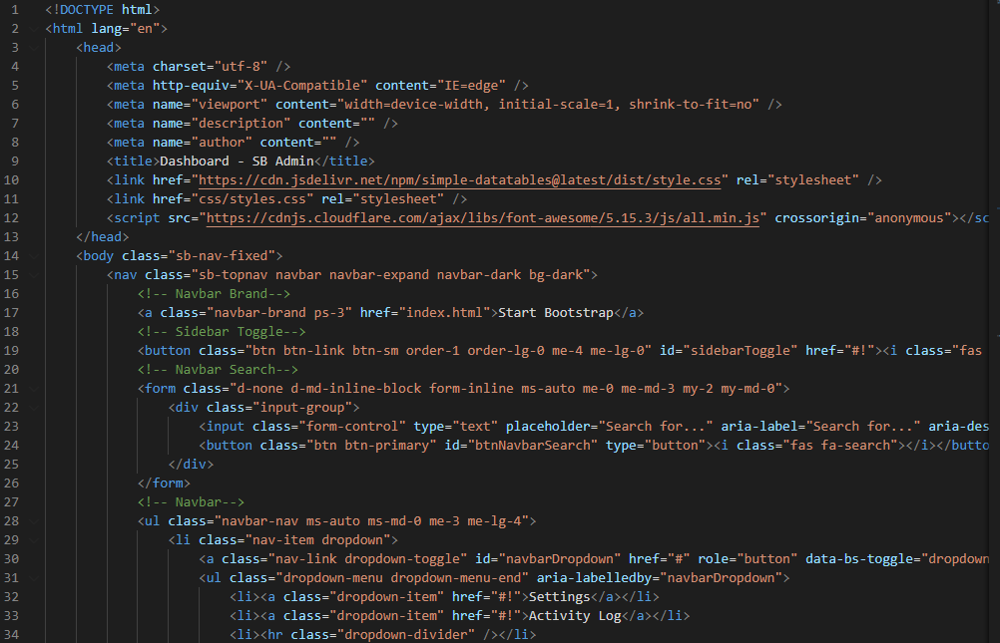 1 <!DOCTYPE html>
2 <html lang="en">
3 <head>
4 <meta charset="utf-8" />
5 <meta http-equiv="X-UA-Compatible" content="IE=edge" />
6 <meta name="viewport" content="width=device-width, initial-scale=1, shrink-to-fit=no" />
7 <meta name="description" content="" />
8 <meta name="author" content="" />
9 <title>Dashboard - SB Admin</title>
10 <link href="https://cdn.jsdelivr.net/npm/simple-datatables@latest/dist/style.css" rel="stylesheet" />
11 <link href="css/styles.css" rel="stylesheet" />
12 <script src="https://cdnjs.cloudflare.com/ajax/libs/font-awesome/5.15.3/js/all.min.js" crossorigin="anonymous"></sc
13 </head>
14 <body class="sb-nav-fixed">
15 <nav class="sb-topnav navbar navbar-expand navbar-dark bg-dark">
16 <!-- Navbar Brand-->
17 <a class="navbar-brand ps-3" href="index.html">Start Bootstrap</a>
18 <!-- Sidebar Toggle-->
19 <button class="btn btn-link btn-sm order-1 order-lg-0 me-4 me-lg-0" id="sidebarToggle" href="#!"><i class="fas
20 <!-- Navbar Search-->
21 <form class="d-none d-md-inline-block form-inline ms-auto me-0 me-md-3 my-2 my-md-0">
22 <div class="input-group">
23 <input class="form-control" type="text" placeholder="Search for..." aria-label="Search for..." aria-des
24 <button class="btn btn-primary" id="btnNavbarSearch" type="button"><i class="fas fa-search"></i></butto
25 </div>
26 </form>
27 <!-- Navbar-->
28 <ul class="navbar-nav ms-auto ms-md-0 me-3 me-lg-4">
29 <li class="nav-item dropdown">
30 <a class="nav-link dropdown-toggle" id="navbarDropdown" href="#" role="button" data-bs-toggle="dropdown
31 <ul class="dropdown-menu dropdown-menu-end" aria-labelledby="navbarDropdown">
32 <li><a class="dropdown-item" href="#!">Settings</a></li>
33 <li><a class="dropdown-item" href="#!">Activity Log</a></li>
34 <li><hr class="dropdown-divider" /></li>